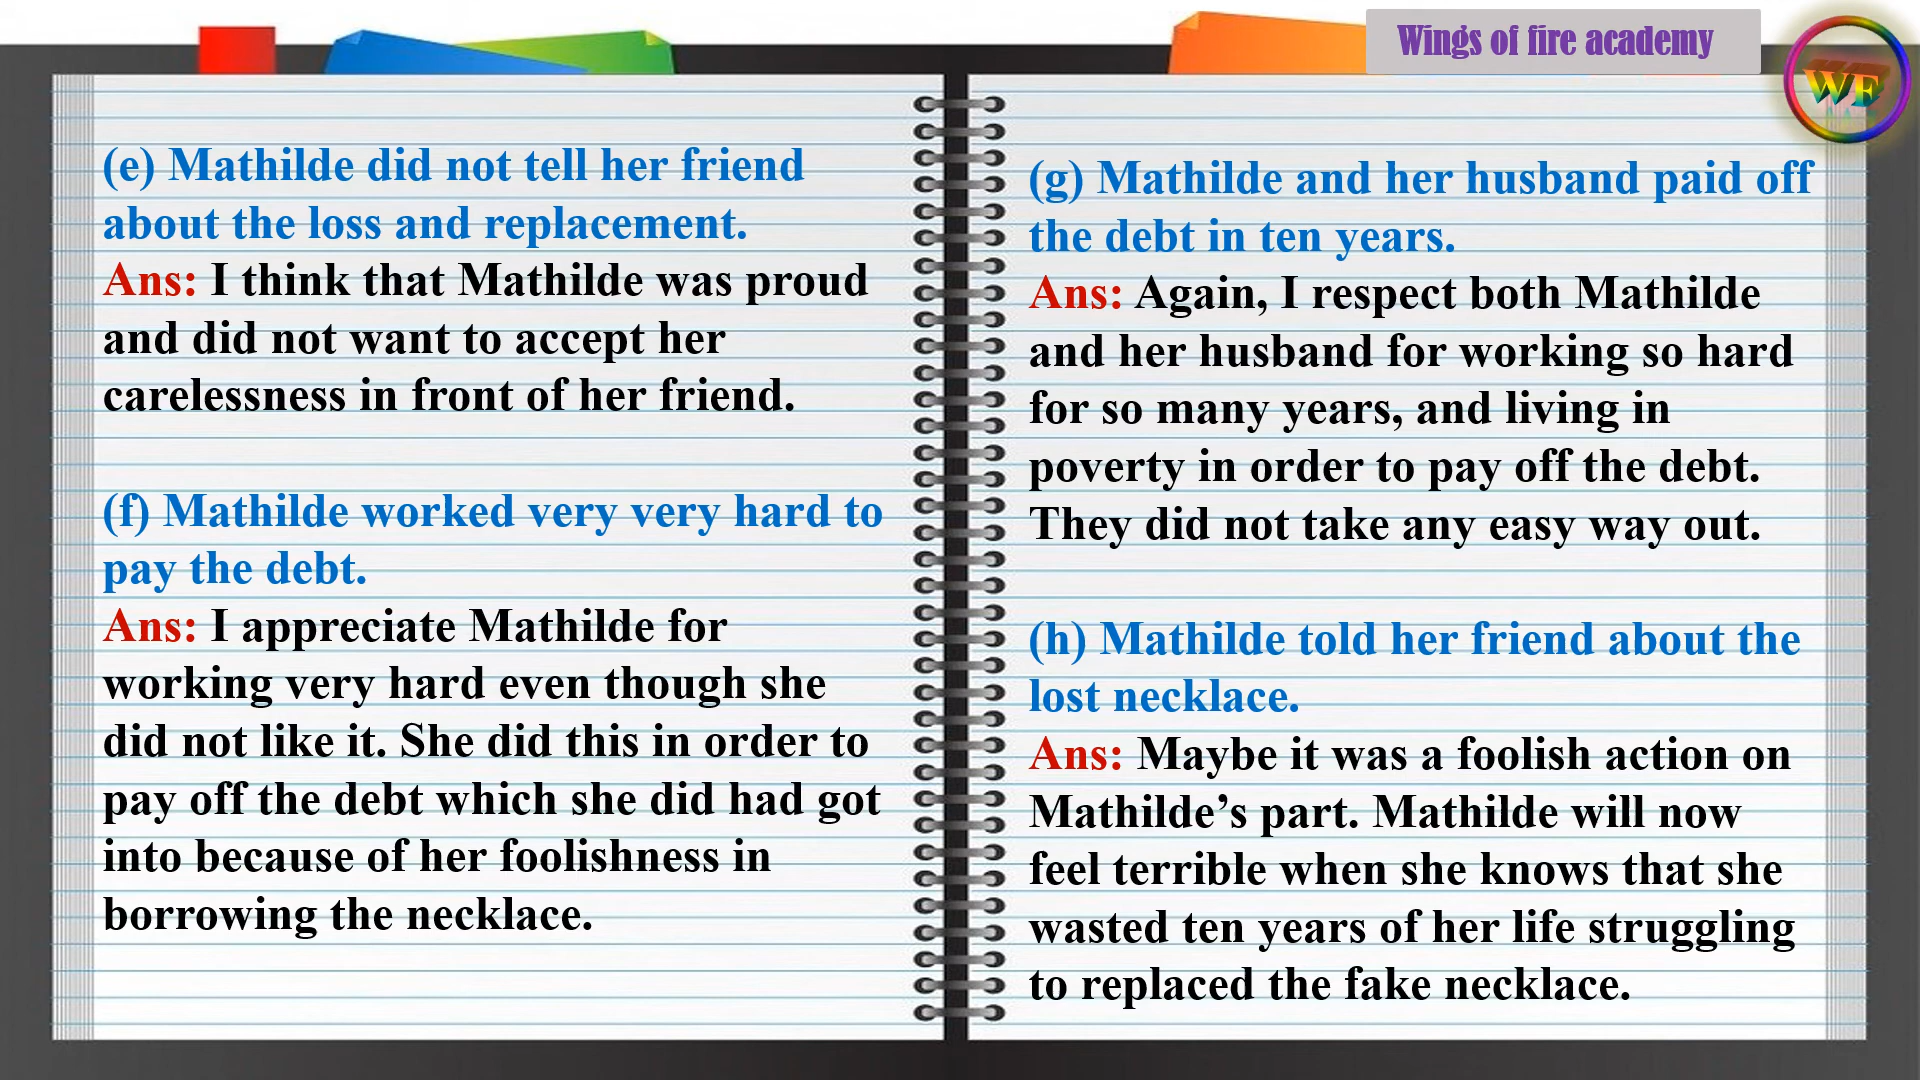 Wings of fire academy
WE
(e) Mathilde did not tell her friend
about the loss and replacement.
Ans: I think that Mathilde was proud
and did not want to accept her
carelessness in front of her friend.
(f) Mathilde worked very very hard to
pay the debt.
Ans: I appreciate Mathilde for
working very hard even though she
did not like it. She did this in order to
pay off the debt which she did had got
into because of her foolishness in
borrowing the necklace.
(g) Mathilde and her husband paid off
the debt in ten years.
Ans: Again, I respect both Mathilde
and her husband for working so hard
for so many years, and living in
poverty in order to pay off the debt.
They did not take any easy way out.
(h) Mathilde told her friend about the
lost necklace.
Ans: Maybe it was a foolish action on
Mathilde’s part. Mathilde will now
feel terrible when she knows that she
wasted ten years of her life struggling
to replaced the fake necklace.